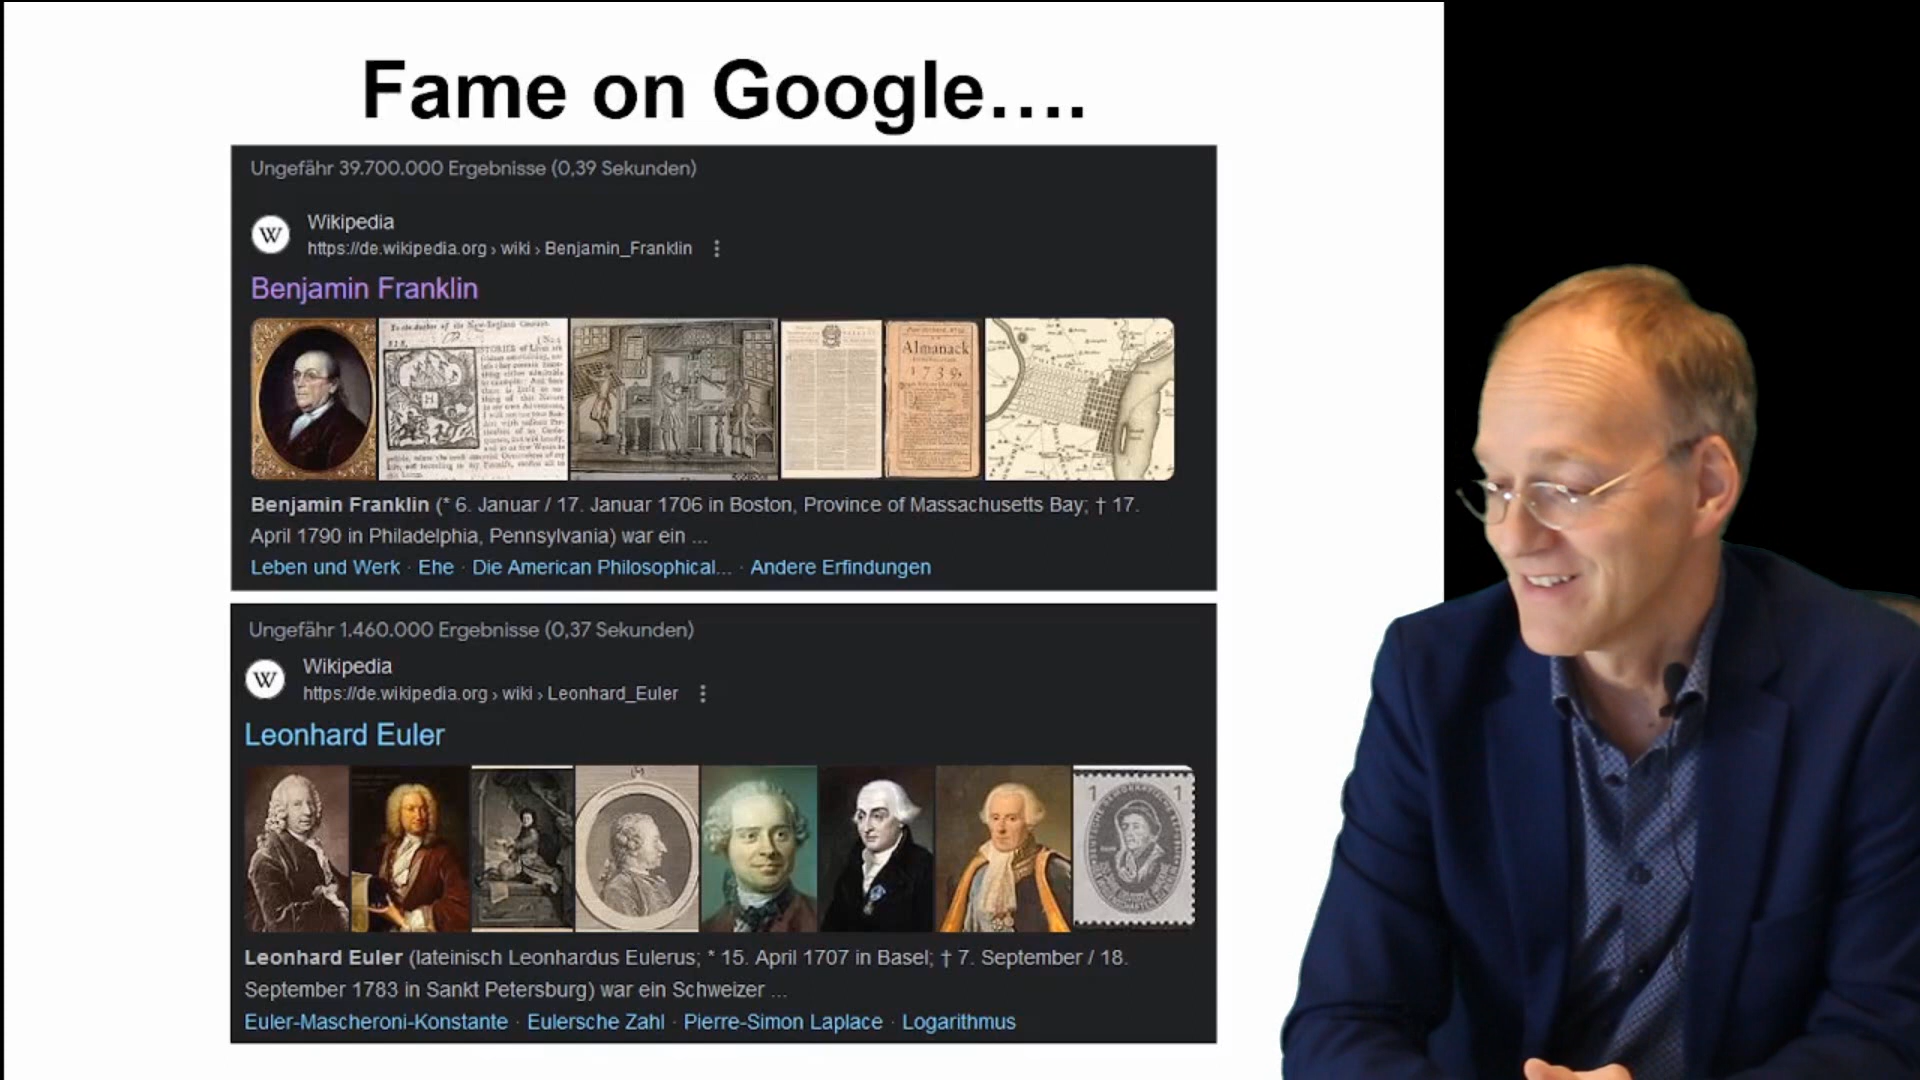 Fame on Google....
Ungefähr 39.700.000 Ergebnisse (0,39 Sekunden)
W
Wikipedia
https://de.wikipedia.org › wiki › Benjamin_Franklin
Benjamin Franklin
Almanack
1739.
Benjamin Franklin (* 6. Januar / 17. Januar 1706 in Boston, Province of Massachusetts Bay; † 17.
April 1790 in Philadelphia, Pennsylvania) war ein ...
Leben und Werk · Ehe · Die American Philosophical... · Andere Erfindungen
Ungefähr 1.460.000 Ergebnisse (0,37 Sekunden)
W
Wikipedia
https://de.wikipedia.org › wiki › Leonhard_Euler
Leonhard Euler
1 1
Leonhard Euler (lateinisch Leonhardus Eulerus; * 15. April 1707 in Basel; † 7. September / 18.
September 1783 in Sankt Petersburg) war ein Schweizer ...
Euler-Mascheroni-Konstante · Eulersche Zahl · Pierre-Simon Laplace · Logarithmus